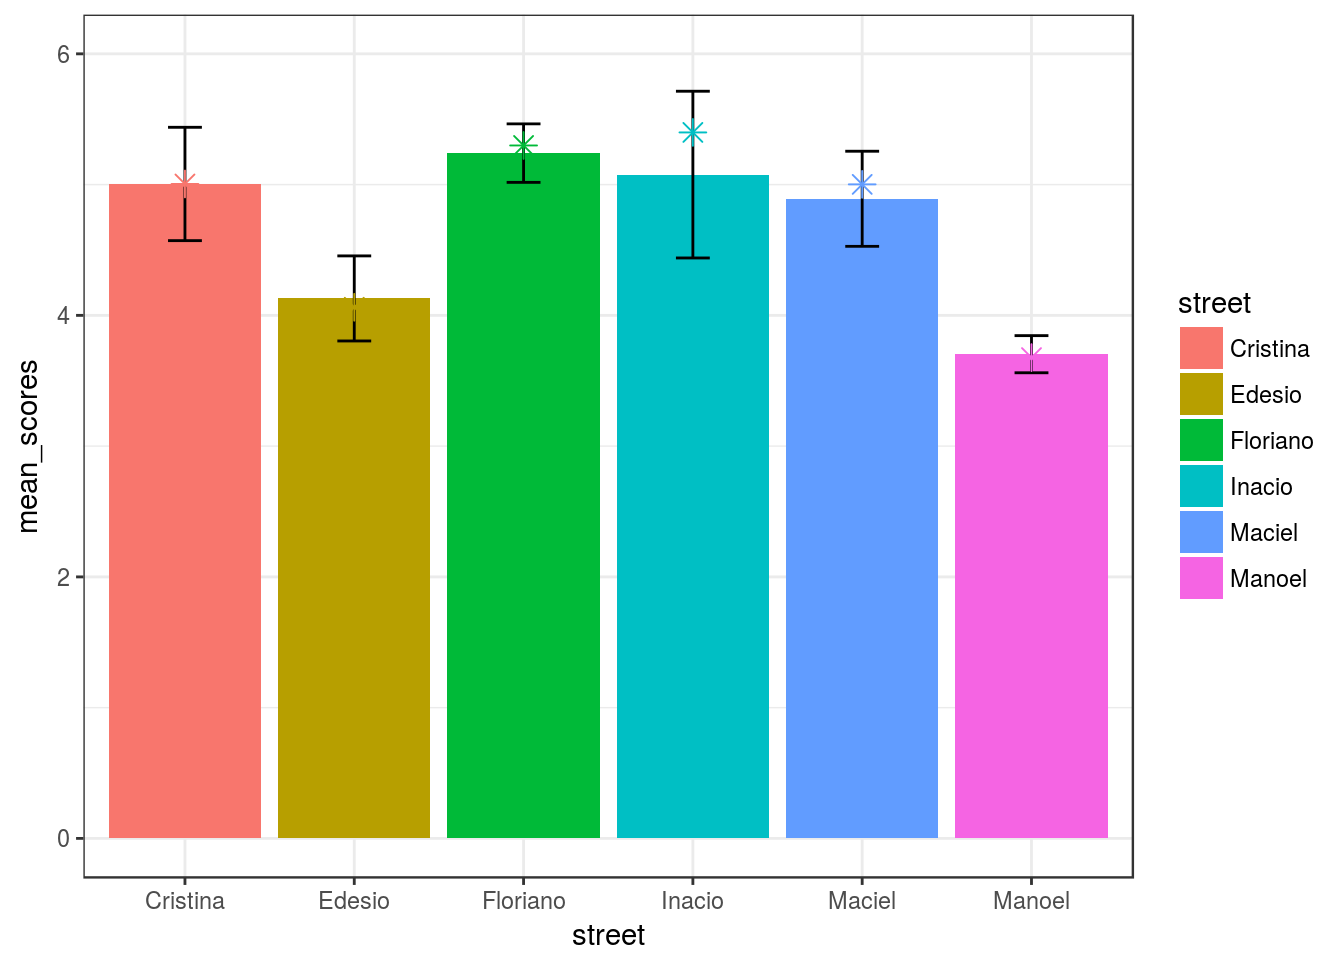 6
4
2
0
mean_scores
Cristina
Edesio
Floriano
Inacio
Maciel
Manoel
street
street
Cristina
Edesio
Floriano
Inacio
Maciel
Manoel